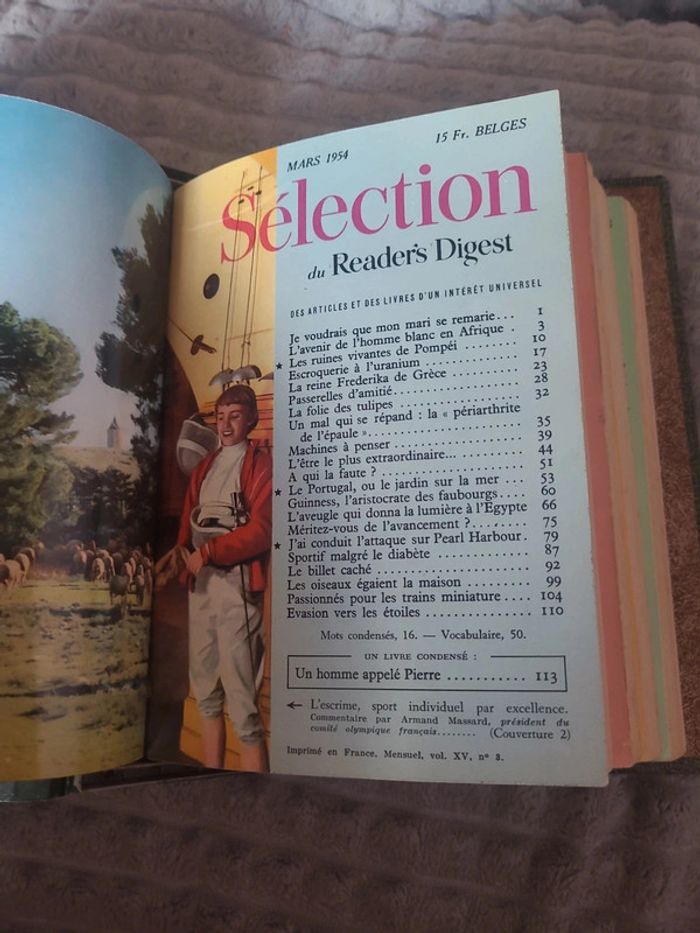 MARS 1954
15 Fr. BELGES
Sélection
du Reader's Digest
DES ARTICLES ET DES LIVRES D'UN INTÉRÊT UNIVERSEL
Je voudrais que mon mari se remarie... 1
L'avenir de l'homme blanc en Afrique . 3
★ Les ruines vivantes de Pompéi ........ 10
Escroquerie à l'uranium ............... 17
La reine Frederika de Grèce .......... 23
Passerelles d'amitié.................. 28
La folie des tulipes .................. 32
Un mal qui se répand : la « périarthrite
de l'épaule »....................... 35
Machines à penser ................... 39
L'être le plus extraordinaire... ........ 44
A qui la faute ? ...................... 51
★ Le Portugal, ou le jardin sur la mer ... 53
Guinness, l'aristocrate des faubourgs.... 60
L'aveugle qui donna la lumière à l'Egypte 66
Méritez-vous de l'avancement ?........ 75
★ J'ai conduit l'attaque sur Pearl Harbour. 79
Sportif malgré le diabète ............. 87
Le billet caché ...................... 92
Les oiseaux égaient la maison ......... 99
Passionnés pour les trains miniature .... 104
Evasion vers les étoiles ............... 110
Mots condensés, 16. — Vocabulaire, 50.
UN LIVRE CONDENSÉ :
Un homme appelé Pierre ........... 113
← L'escrime, sport individuel par excellence.
Commentaire par Armand Massard, président du
comité olympique français........ (Couverture 2)
Imprimé en France. Mensuel, vol. XV, nº 3.